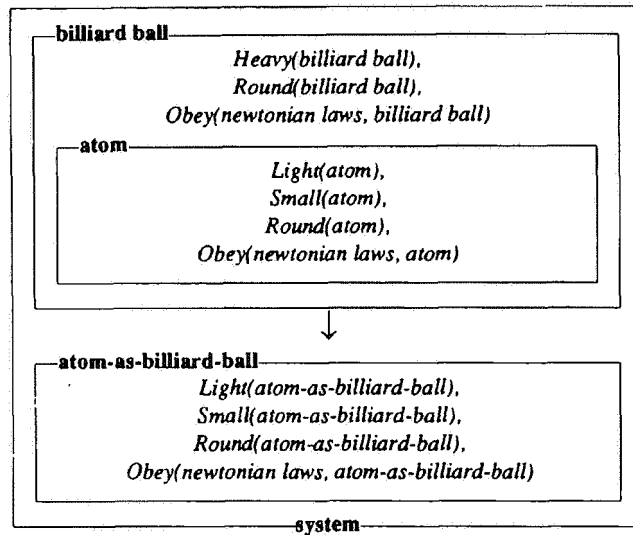 billiard ball
Heavy(billiard ball),
Round(billiard ball),
Obey(newtonian laws, billiard ball)
atom
Light(atom),
Small(atom),
Round(atom),
Obey(newtonian laws, atom)
↓
atom-as-billiard-ball
Light(atom-as-billiard-ball),
Small(atom-as-billiard-ball),
Round(atom-as-billiard-ball),
Obey(newtonian laws, atom-as-billiard-ball)
system